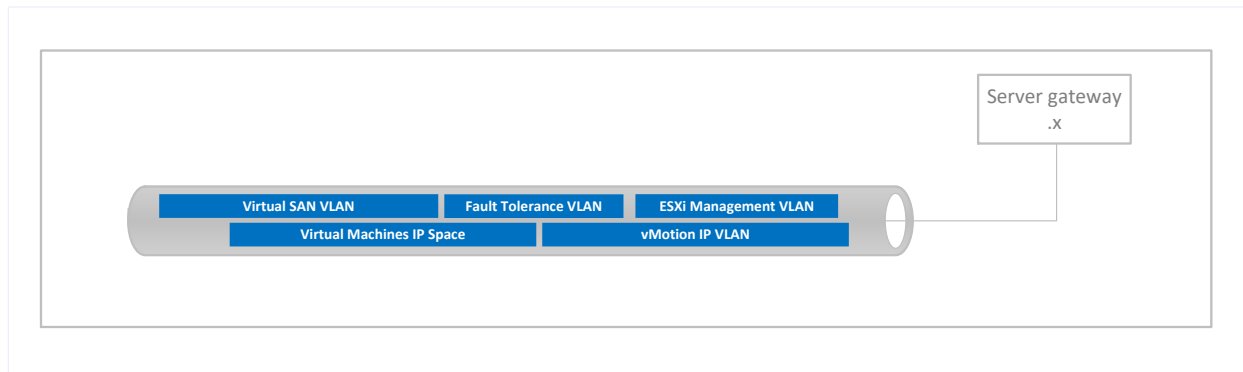 Server gateway
.x
Virtual SAN VLAN
Fault Tolerance VLAN
ESXi Management VLAN
Virtual Machines IP Space
vMotion IP VLAN